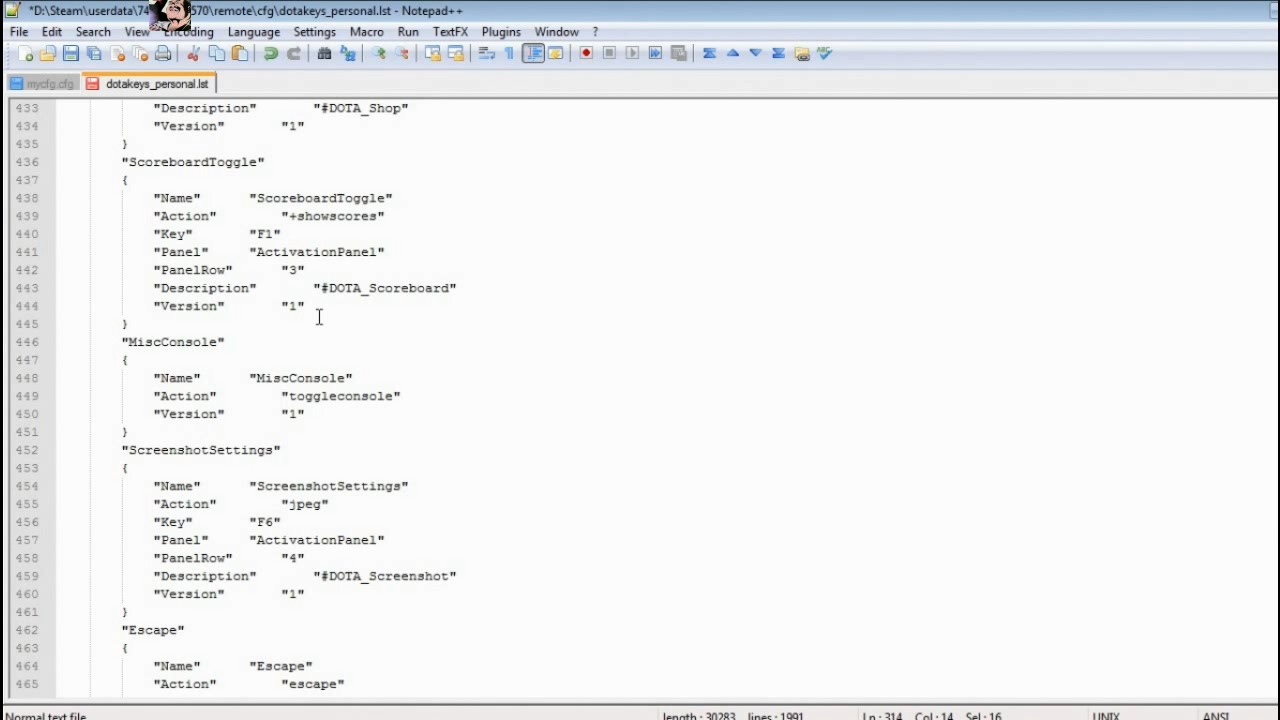 *D:\Steam\userdata\74 570\remote\cfg\dotakeys_personal.lst - Notepad++
File Edit Search View Encoding Language Settings Macro Run TextFX Plugins Window ?
mycfg.cfg dotakeys_personal.lst
433 "Description" "#DOTA_Shop"
434 "Version" "1"
435 }
436 "ScoreboardToggle"
437 {
438 "Name" "ScoreboardToggle"
439 "Action" "+showscores"
440 "Key" "F1"
441 "Panel" "ActivationPanel"
442 "PanelRow" "3"
443 "Description" "#DOTA_Scoreboard"
444 "Version" "1"
445 }
446 "MiscConsole"
447 {
448 "Name" "MiscConsole"
449 "Action" "toggleconsole"
450 "Version" "1"
451 }
452 "ScreenshotSettings"
453 {
454 "Name" "ScreenshotSettings"
455 "Action" "jpeg"
456 "Key" "F6"
457 "Panel" "ActivationPanel"
458 "PanelRow" "4"
459 "Description" "#DOTA_Screenshot"
460 "Version" "1"
461 }
462 "Escape"
463 {
464 "Name" "Escape"
465 "Action" "escape"
Normal text file length : 30283 lines : 1991 Ln : 314 Col : 14 Sel : 16 UNIX ANSI